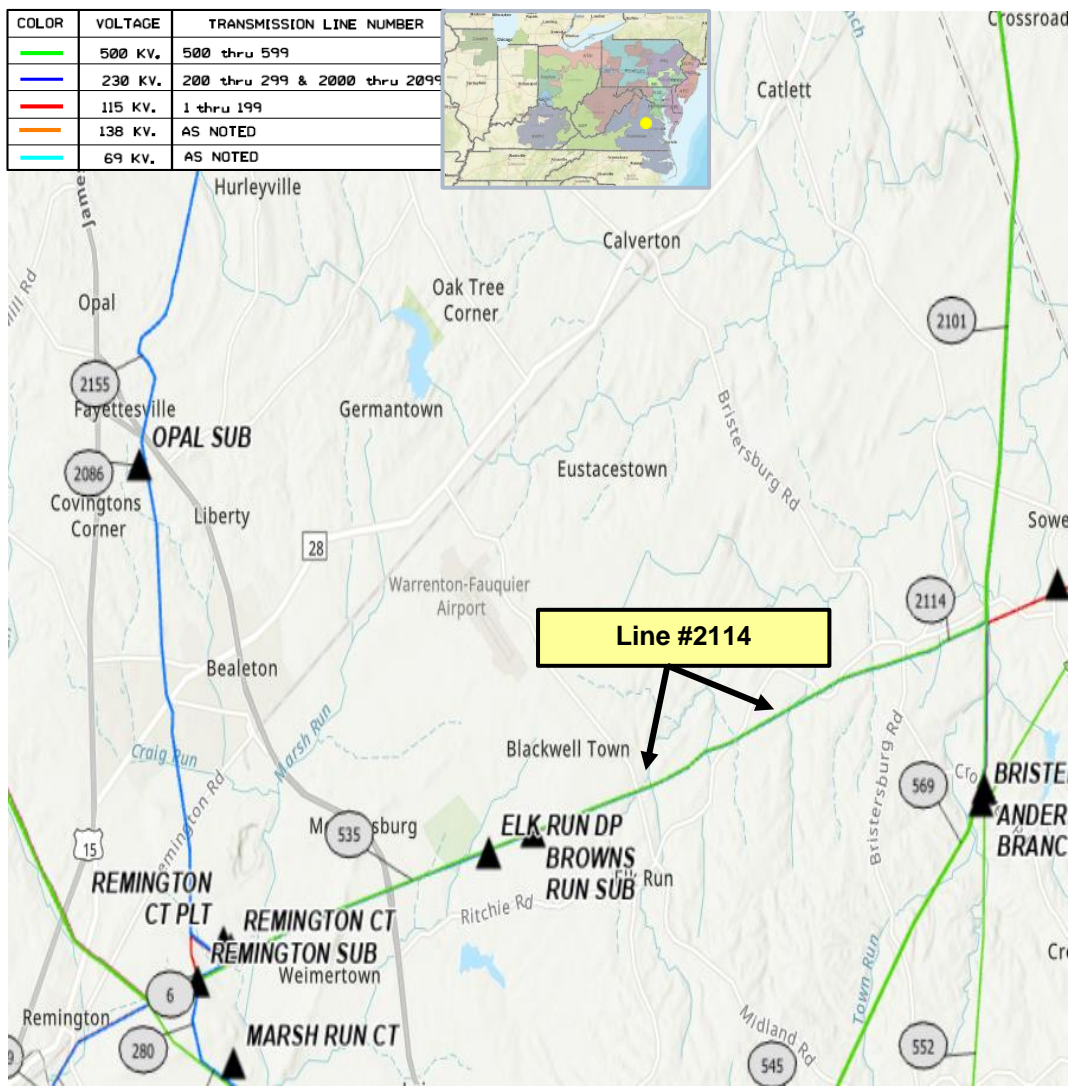 COLOR VOLTAGE TRANSMISSION LINE NUMBER
500 KV. 500 thru 599
230 KV. 200 thru 299 & 2000 thru 2099
115 KV. 1 thru 199
138 KV. AS NOTED
69 KV. AS NOTED
Crossroad
Catlett
Hurleyville
Calverton
Oak Tree
Corner
Opal
2101
2155
Fayettesville
Germantown
Bristersburg Rd
OPAL SUB
2086
Eustacestown
Covingtons
Corner
Liberty
28
Sowe
Warrenton-Fauquier
Airport
2114
Line #2114
Bealeton
Marsh Run
Craig Run
Blackwell Town
Bristersburg Rd
569
BRISTE
ANDERS
BRANC
15
535
ELK RUN DP
BROWNS
RUN SUB
Elk Run
REMINGTON
CT PLT
REMINGTON CT
Ritchie Rd
REMINGTON SUB
Weimertown
Town Run
6
Remington
MARSH RUN CT
Midland Rd
280
545
552